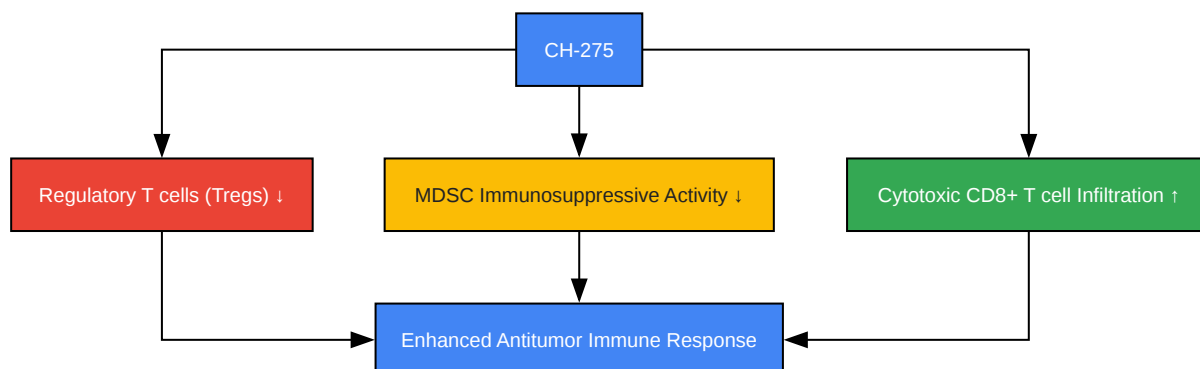 CH-275
Regulatory T cells (Tregs) ↓
MDSC Immunosuppressive Activity ↓
Cytotoxic CD8+ T cell Infiltration ↑
Enhanced Antitumor Immune Response